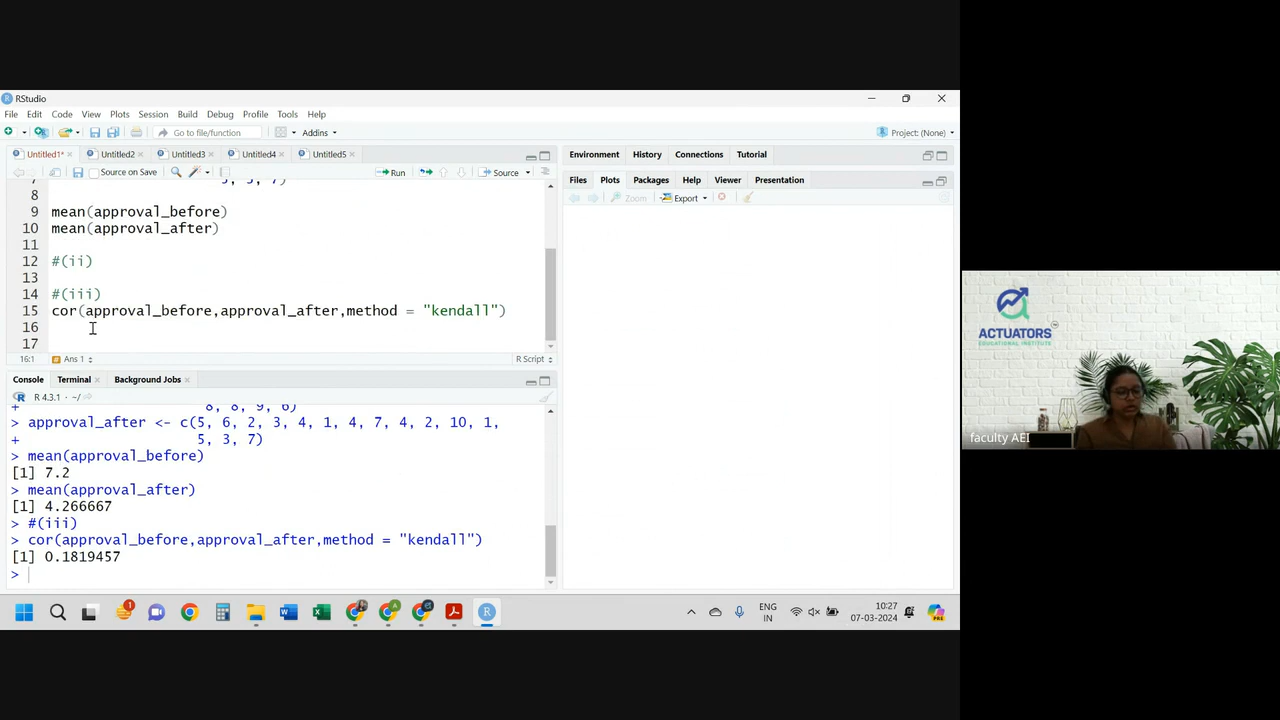 RStudio
File Edit Code View Plots Session Build Debug Profile Tools Help
Go to file/function Addins Project: (None)
Untitled1* Untitled2 Untitled3 Untitled4 Untitled5
Source on Save Run Source
8
9 mean(approval_before)
10 mean(approval_after)
11
12 #(ii)
13
14 #(iii)
15 cor(approval_before,approval_after,method = "kendall")
16
17
16:1 Ans 1 R Script
Console Terminal Background Jobs
R 4.3.1 · ~/
+ 8, 8, 9, 6)
> approval_after <- c(5, 6, 2, 3, 4, 1, 4, 7, 4, 2, 10, 1,
+ 5, 3, 7)
> mean(approval_before)
[1] 7.2
> mean(approval_after)
[1] 4.266667
> #(iii)
> cor(approval_before,approval_after,method = "kendall")
[1] 0.1819457
>
Environment History Connections Tutorial
Files Plots Packages Help Viewer Presentation
Zoom Export
ACTUATORS
EDUCATIONAL INSTITUTE
faculty AEI
ENG
IN
10:27
07-03-2024